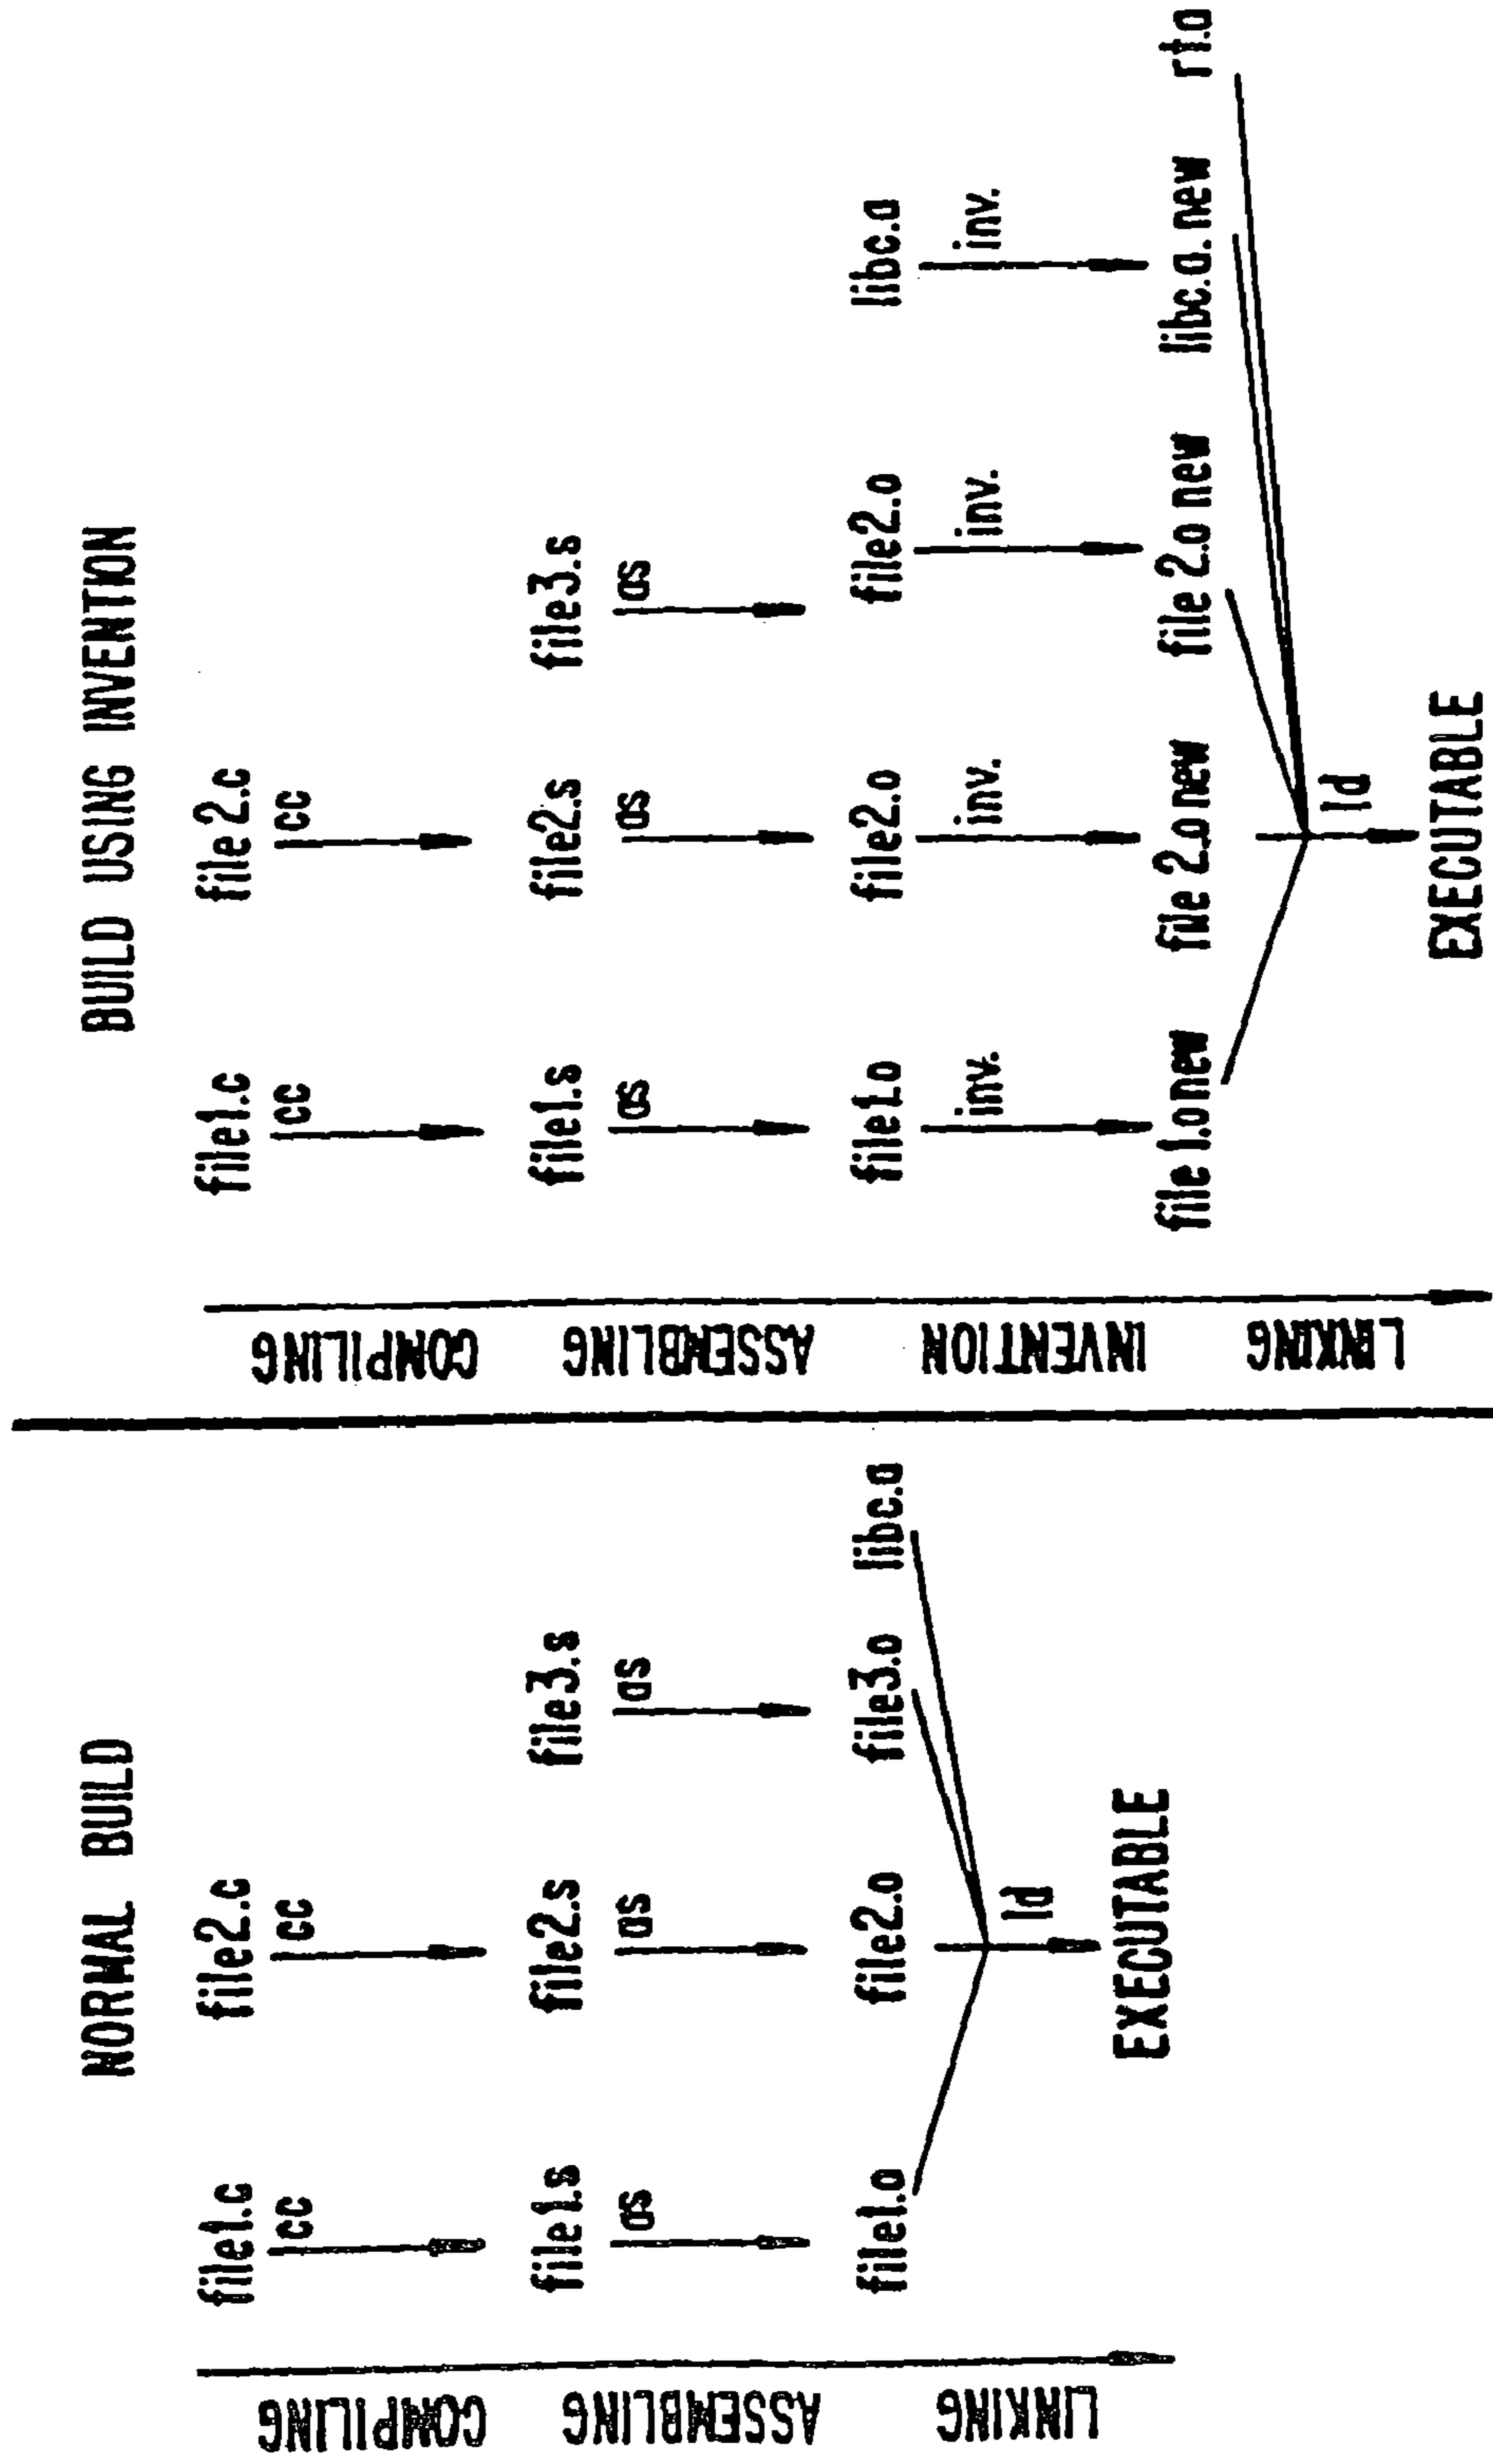 NORMAL BUILD
COMPILING
ASSEMBLING
LINKING
file1.c
file2.c
cc
cc
file1.s
file2.s
file3.s
as
as
as
file1.o
file2.o
file3.o
libc.a
ld
EXECUTABLE
BUILD USING INVENTION
COMPILING
ASSEMBLING
INVENTION
LINKING
file1.c
file 2.c
cc
cc
file1.s
file2.s
file3.s
as
as
as
file1.o
file2.o
file2.o
libc.a
inv.
inv.
inv.
inv.
file 1.o new
file 2.o new
file 2.o new
libc.a.new
rt.o
ld
EXECUTABLE